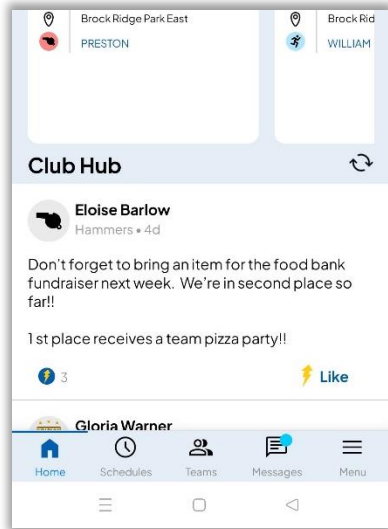 Brock Ridge Park East
PRESTON
Brock Rid
WILLIAM
Club Hub
Eloise Barlow
Hammers • 4d
Don't forget to bring an item for the food bank
fundraiser next week. We're in second place so
far!!
1 st place receives a team pizza party!!
3
Like
Gloria Warner
Home
Schedules
Teams
Messages
Menu